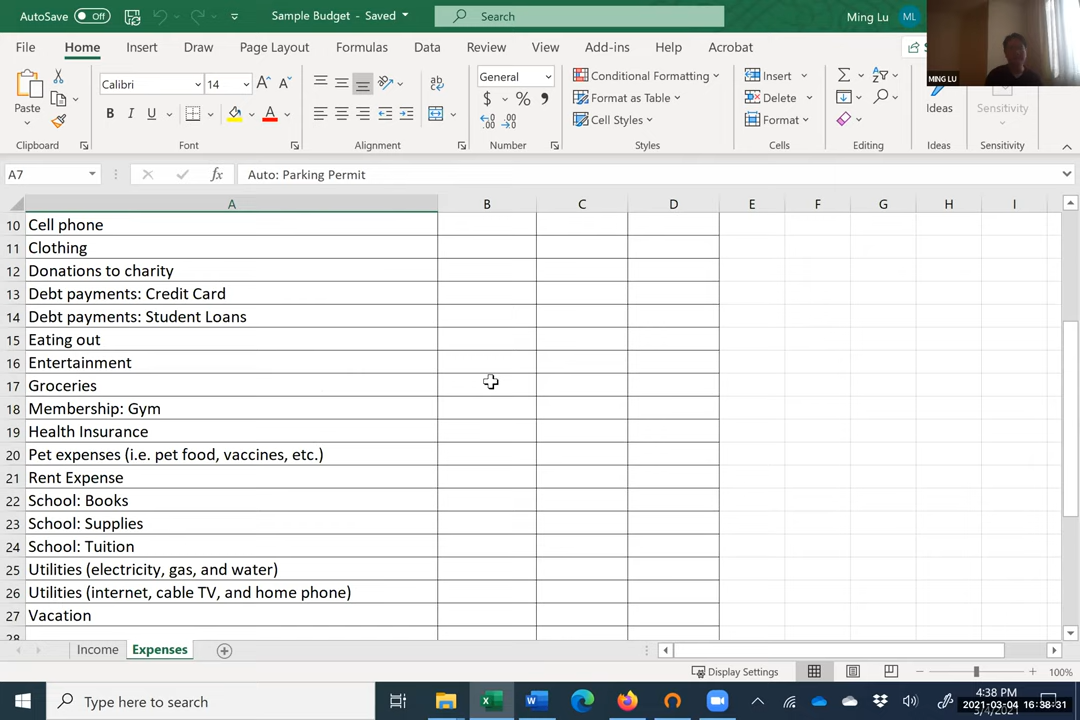 AutoSave Off Sample Budget - Saved Search Ming Lu ML
File Home Insert Draw Page Layout Formulas Data Review View Add-ins Help Acrobat
MING LU
Paste
Calibri 14
B I U A
General
$ % 9
Conditional Formatting
Format as Table
Cell Styles
Insert
Delete
Format
Ideas
Sensitivity
Clipboard Font Alignment Number Styles Cells Editing Ideas Sensitivity
A7 fx Auto: Parking Permit
A B C D E F G H I
10 Cell phone
11 Clothing
12 Donations to charity
13 Debt payments: Credit Card
14 Debt payments: Student Loans
15 Eating out
16 Entertainment
17 Groceries
18 Membership: Gym
19 Health Insurance
20 Pet expenses (i.e. pet food, vaccines, etc.)
21 Rent Expense
22 School: Books
23 School: Supplies
24 School: Tuition
25 Utilities (electricity, gas, and water)
26 Utilities (internet, cable TV, and home phone)
27 Vacation
28
Income Expenses
Display Settings 100%
Type here to search
4:38 PM
2021-03-04 16:38:31